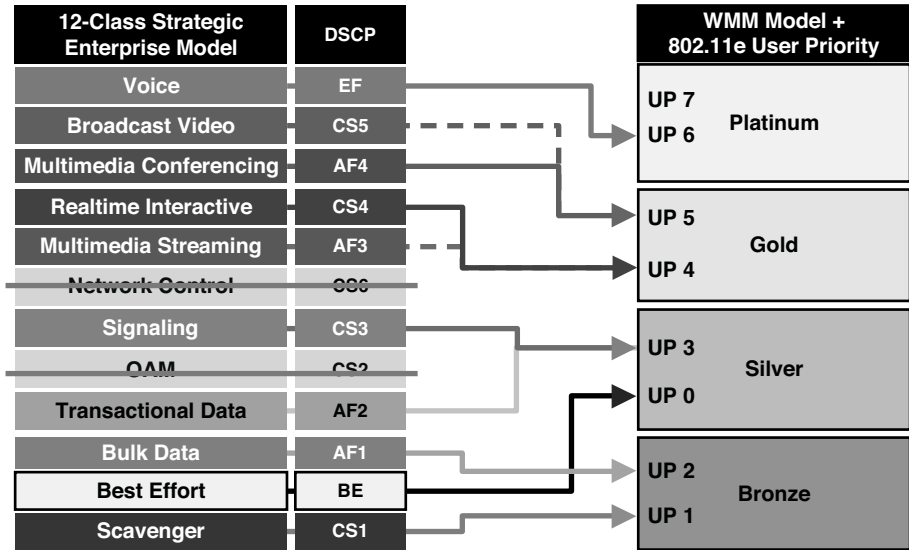 12-Class Strategic
Enterprise Model
DSCP
WMM Model +
802.11e User Priority
Voice
EF
Broadcast Video
CS5
Multimedia Conferencing
AF4
Realtime Interactive
CS4
Multimedia Streaming
AF3
Network Control
CS6
Signaling
CS3
OAM
CS2
Transactional Data
AF2
Bulk Data
AF1
Best Effort
BE
Scavenger
CS1
UP 7
UP 6
Platinum
UP 5
UP 4
Gold
UP 3
UP 0
Silver
UP 2
UP 1
Bronze